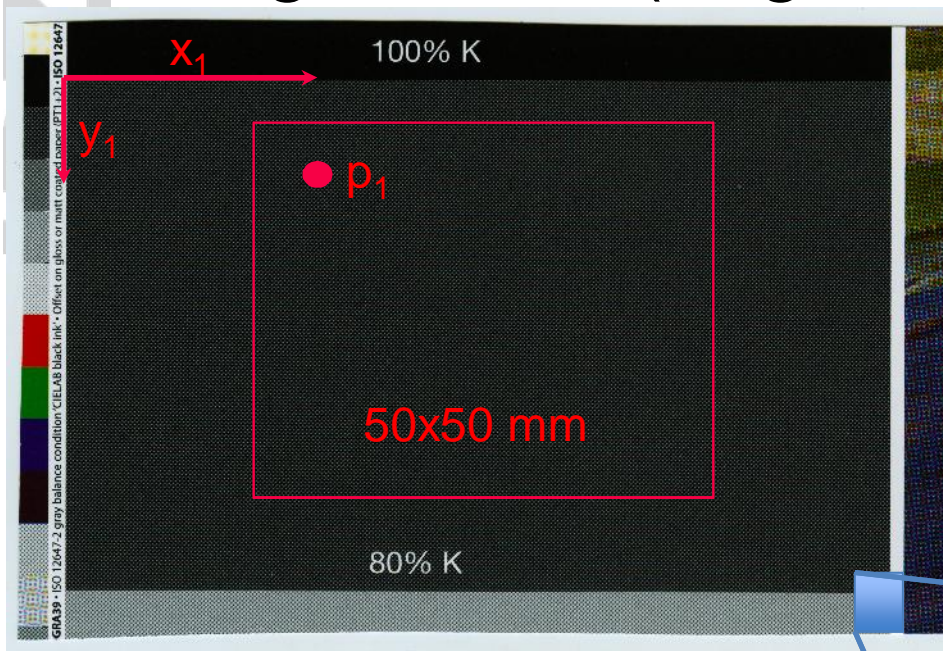 100% K
x1
y1
p1
50x50 mm
80% K
GRA39 • ISO 12647-2 gray balance condition 'CIELAB black ink' • Offset on gloss or matt coated paper (PT1+2) • ISO 12647